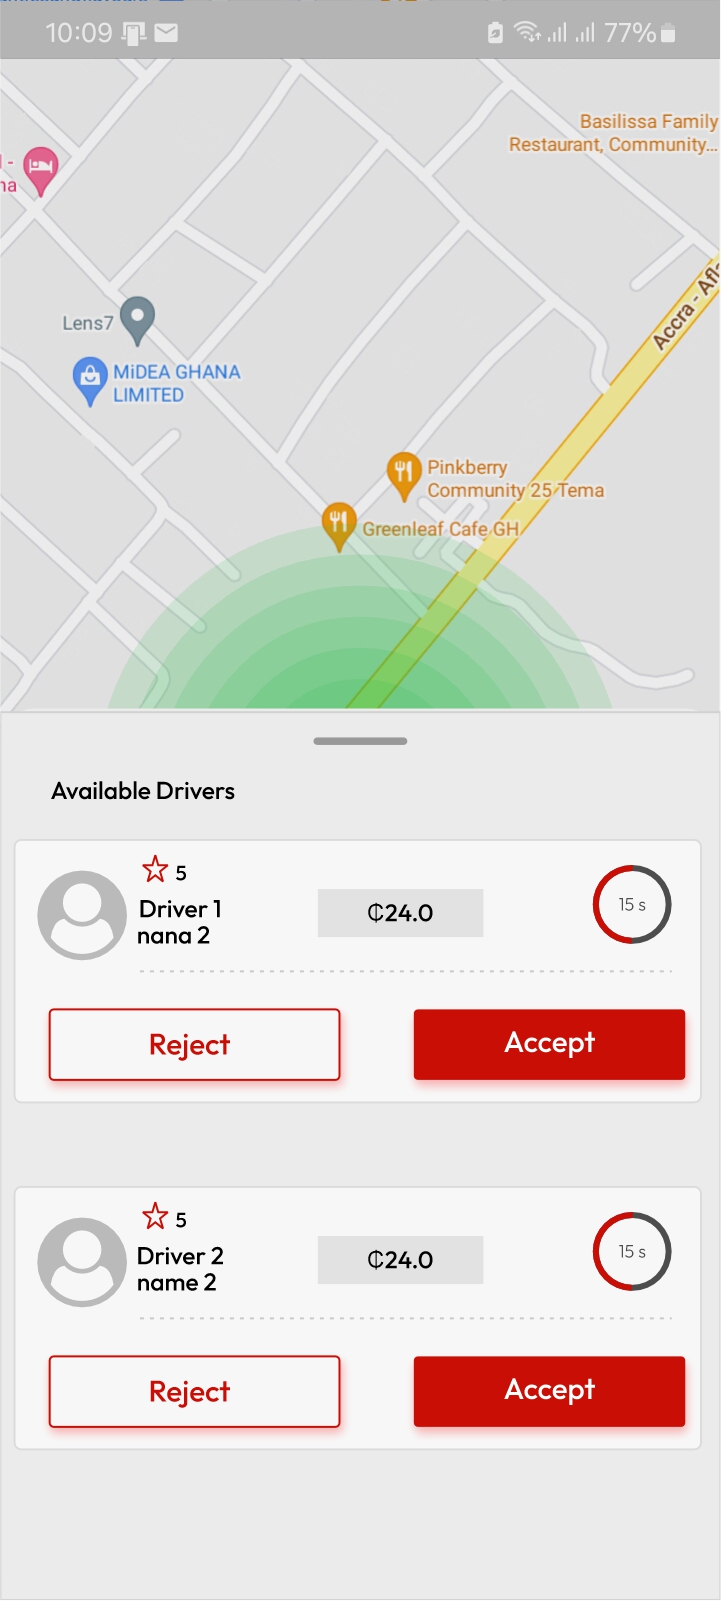 10:09 77%
Basilissa Family
Restaurant, Community...
na
Accra - Afla
Lens7
MiDEA GHANA
LIMITED
Pinkberry
Community 25 Tema
Greenleaf Cafe GH
Available Drivers
5
Driver 1
nana 2
₵24.0
15 s
Reject
Accept
5
Driver 2
name 2
₵24.0
15 s
Reject
Accept